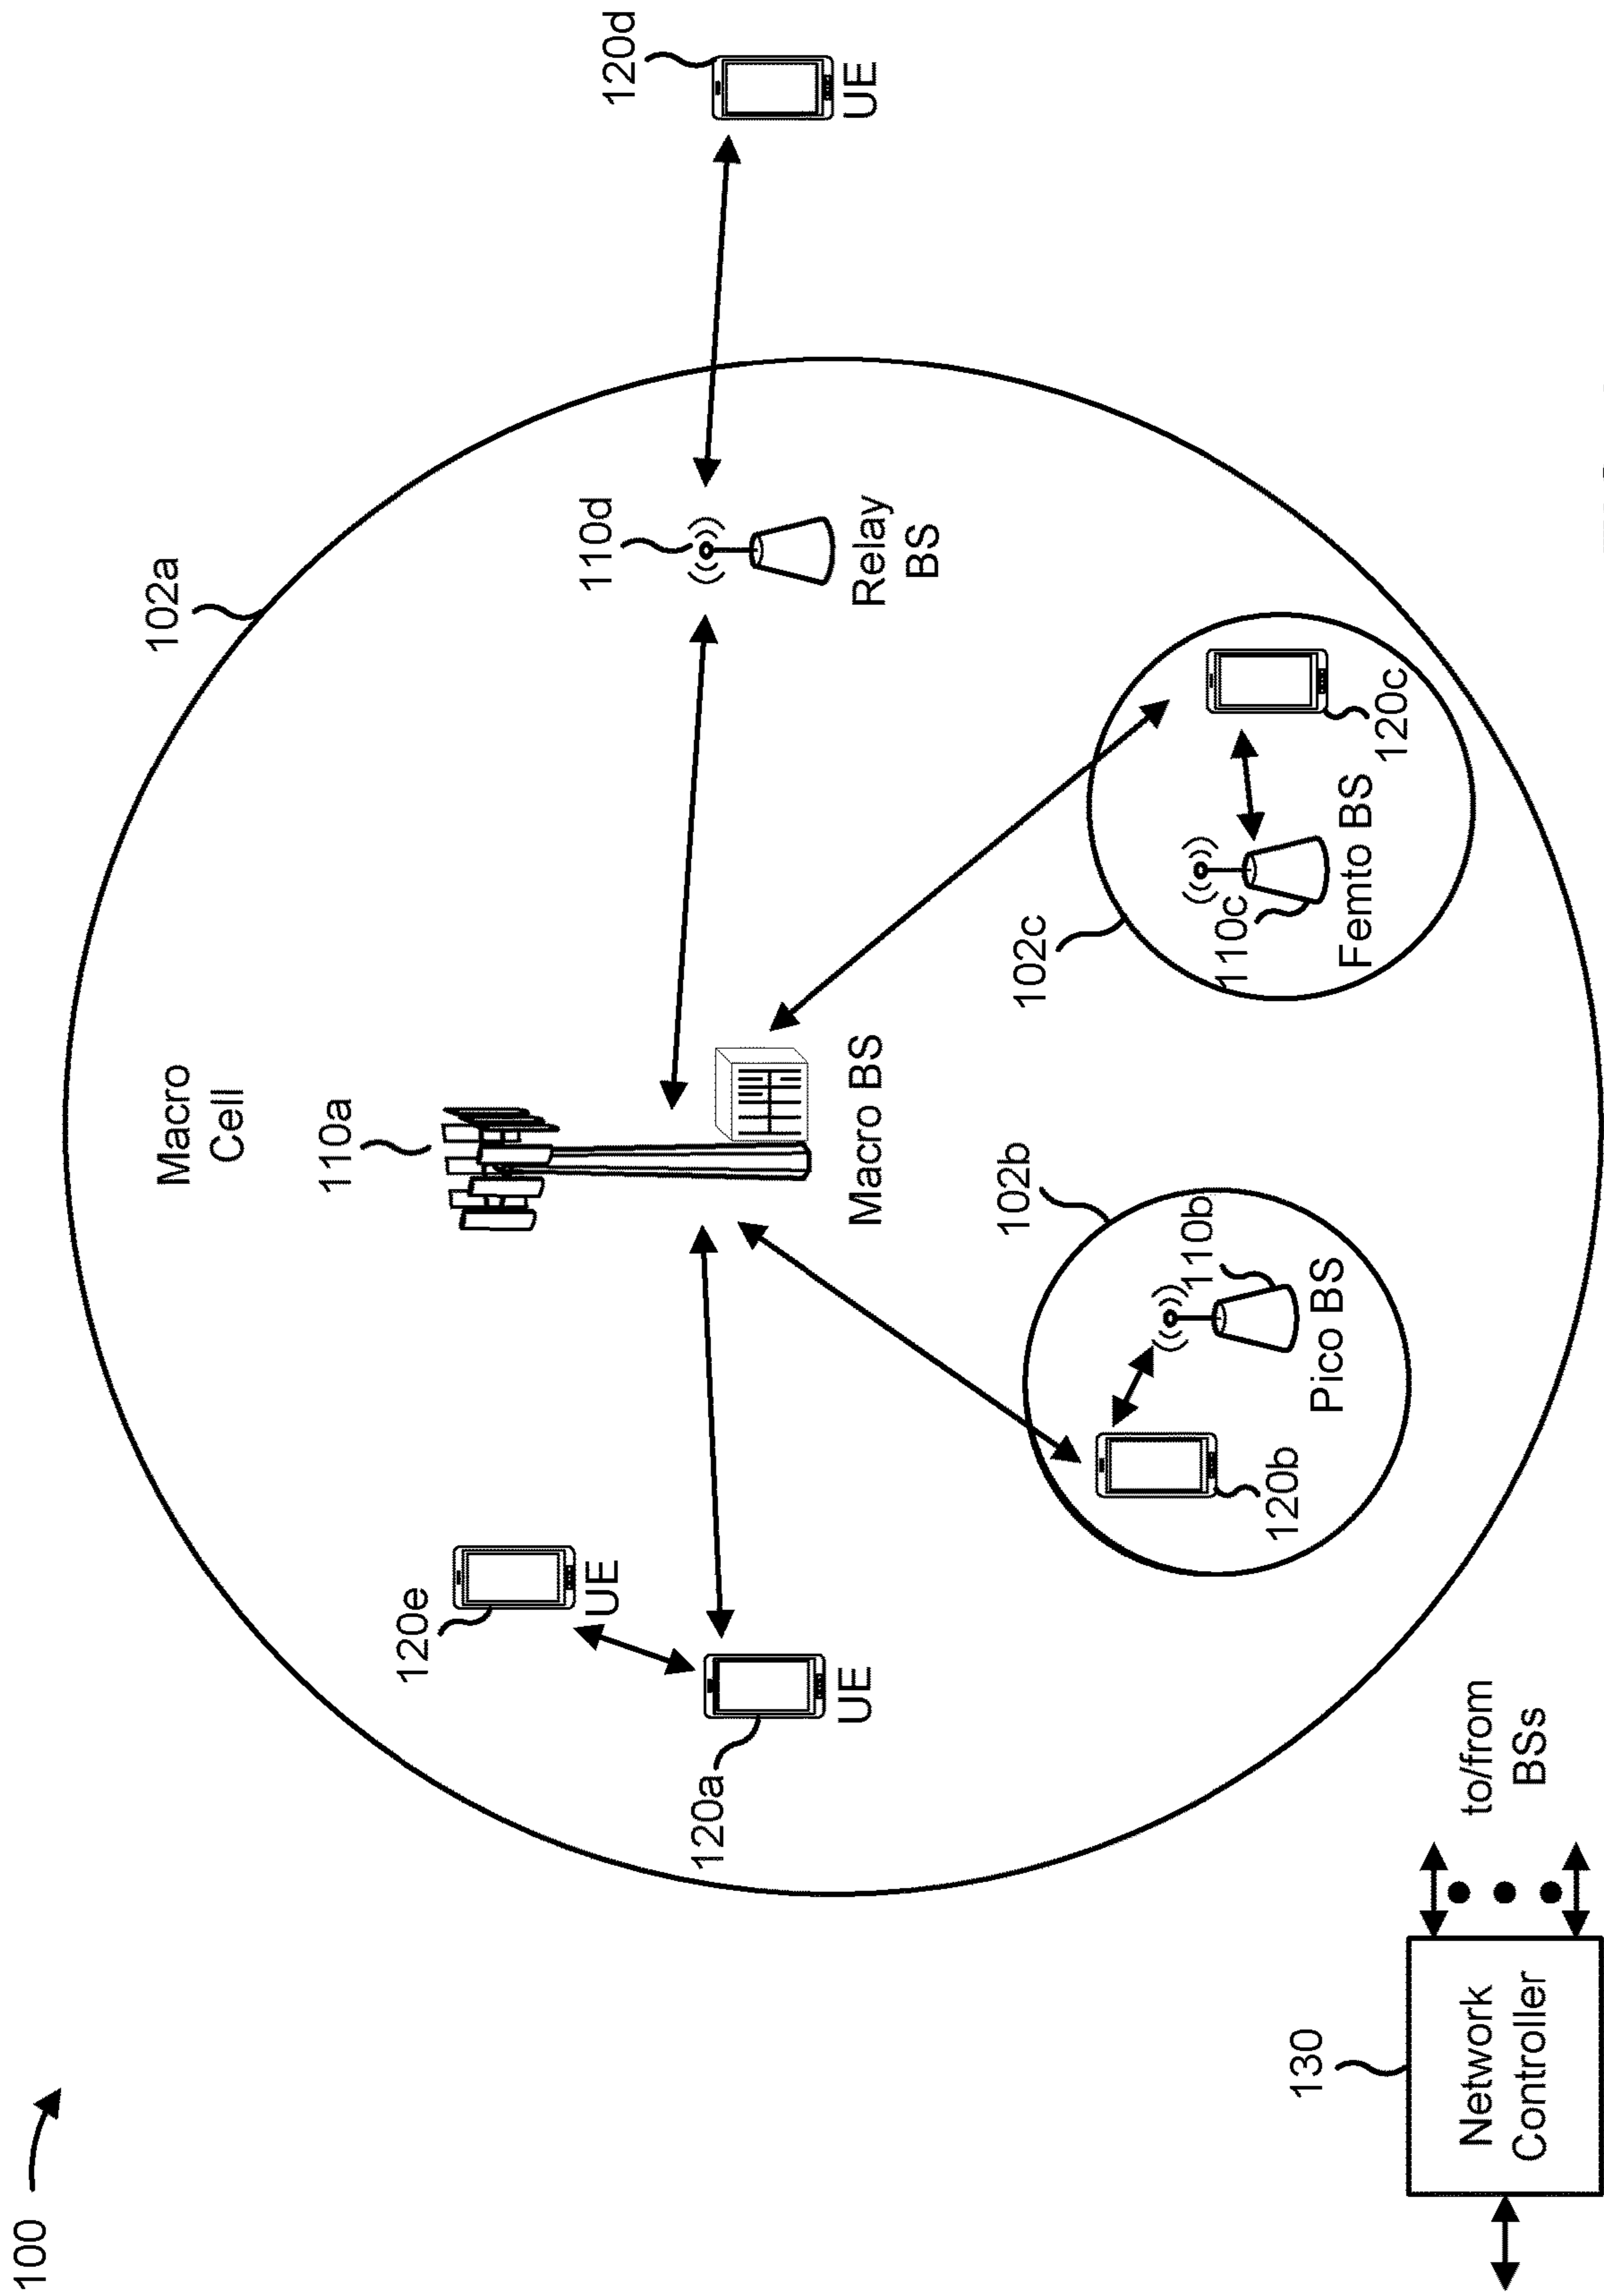 100
Macro
Cell
102a
110a
120d
UE
120e
UE
110d
Relay
BS
120a
UE
Macro BS
102b
102c
110b
Pico BS
120b
110c
Femto BS
120c
130
Network
Controller
to/from
BSs